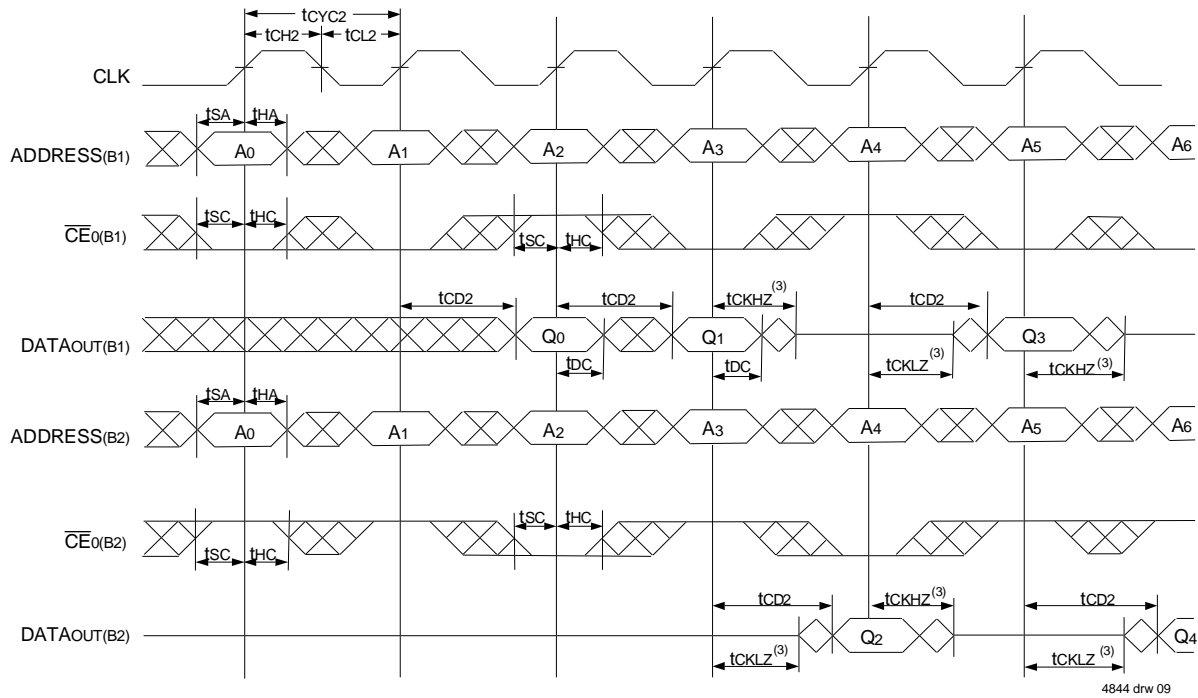 tCYC2
tCH2 tCL2
CLK
tSA tHA
ADDRESS(B1) A0 A1 A2 A3 A4 A5 A6
tSC tHC
CE0(B1)
tSC tHC
tCD2 tCD2 tCKHZ(3) tCD2
DATAOUT(B1) Q0 Q1 Q3
tDC tDC tCKLZ(3) tCKHZ(3)
tSA tHA
ADDRESS(B2) A0 A1 A2 A3 A4 A5 A6
tSC tHC
CE0(B2)
tSC tHC
tCD2 tCKHZ(3) tCD2
DATAOUT(B2) Q2 Q4
tCKLZ(3) tCKLZ(3)
4844 drw 09